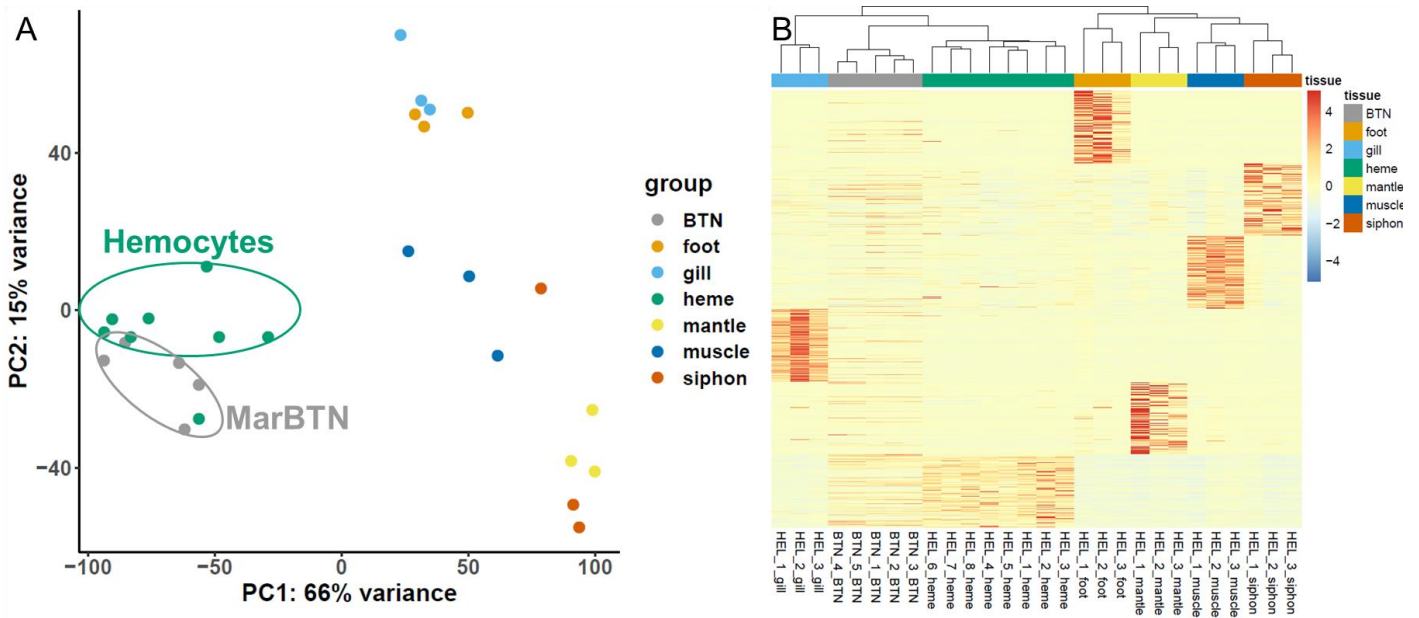 A
PC2: 15% variance
40
0
−40
−100
−50
0
50
100
PC1: 66% variance
Hemocytes
MarBTN
group
BTN
foot
gill
heme
mantle
muscle
siphon
B
tissue
4
2
0
−2
−4
tissue
BTN
foot
gill
heme
mantle
muscle
siphon
HEL_1_gill
HEL_2_gill
HEL_3_gill
BTN_4_BTN
BTN_5_BTN
BTN_1_BTN
BTN_2_BTN
BTN_3_BTN
HEL_6_heme
HEL_7_heme
HEL_8_heme
HEL_4_heme
HEL_5_heme
HEL_1_heme
HEL_2_heme
HEL_3_heme
HEL_1_foot
HEL_2_foot
HEL_3_foot
HEL_1_mantle
HEL_2_mantle
HEL_3_mantle
HEL_1_muscle
HEL_2_muscle
HEL_3_muscle
HEL_1_siphon
HEL_2_siphon
HEL_3_siphon